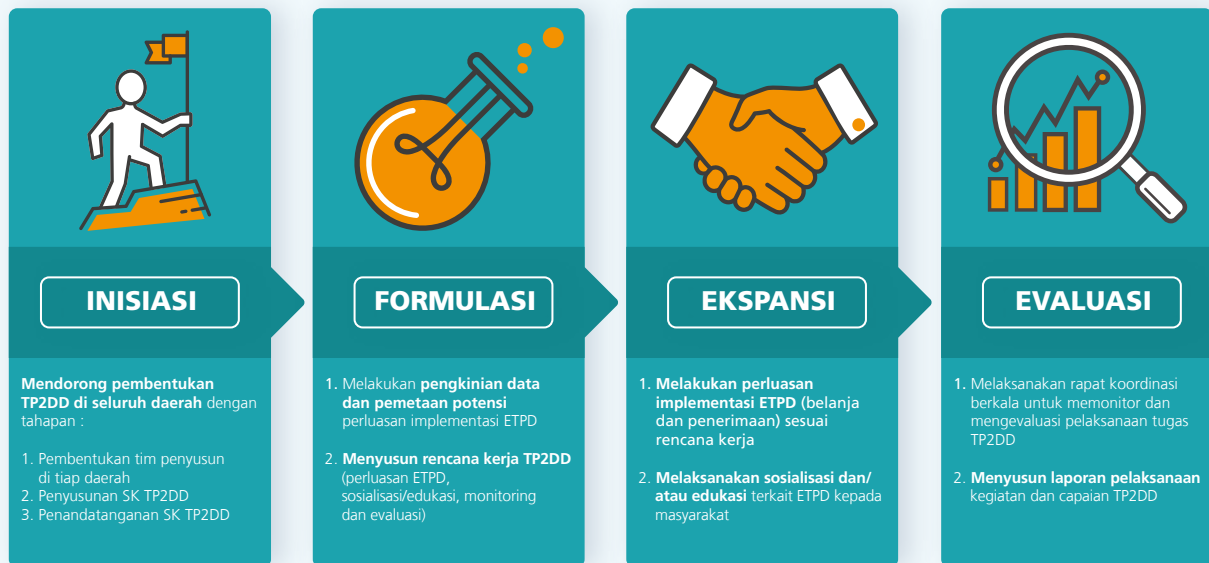 INISIASI
Mendorong pembentukan
TP2DD di seluruh daerah dengan
tahapan :
1. Pembentukan tim penyusun
di tiap daerah
2. Penyusunan SK TP2DD
3. Penandatanganan SK TP2DD
FORMULASI
1. Melakukan pengkinian data
dan pemetaan potensi
perluasan implementasi ETPD
2. Menyusun rencana kerja TP2DD
(perluasan ETPD,
sosialisasi/edukasi, monitoring
dan evaluasi)
EKSPANSI
1. Melakukan perluasan
implementasi ETPD (belanja
dan penerimaan) sesuai
rencana kerja
2. Melaksanakan sosialisasi dan/
atau edukasi terkait ETPD kepada
masyarakat
EVALUASI
1. Melaksanakan rapat koordinasi
berkala untuk memonitor dan
mengevaluasi pelaksanaan tugas
TP2DD
2. Menyusun laporan pelaksanaan
kegiatan dan capaian TP2DD